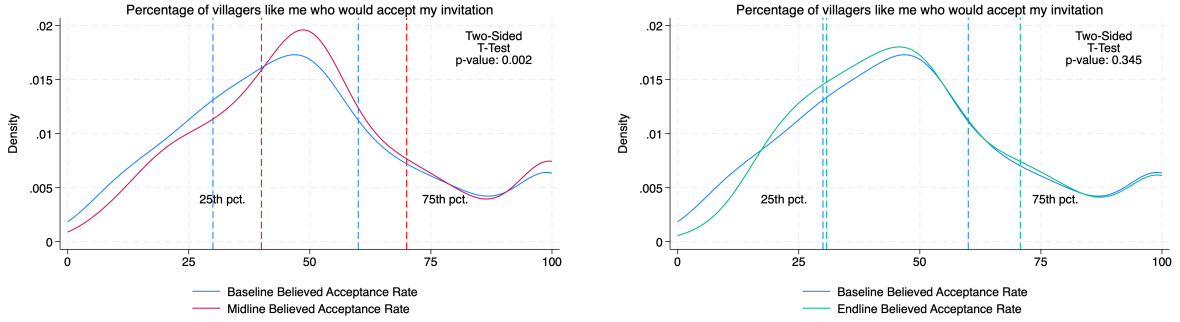 Percentage of villagers like me who would accept my invitation
.02
.015
.01
.005
0
Density
Two-Sided
T-Test
p-value: 0.002
25th pct.
75th pct.
0
25
50
75
100
Baseline Believed Acceptance Rate
Midline Believed Acceptance Rate
Percentage of villagers like me who would accept my invitation
.02
.015
.01
.005
0
Density
Two-Sided
T-Test
p-value: 0.345
25th pct.
75th pct.
0
25
50
75
100
Baseline Believed Acceptance Rate
Endline Believed Acceptance Rate